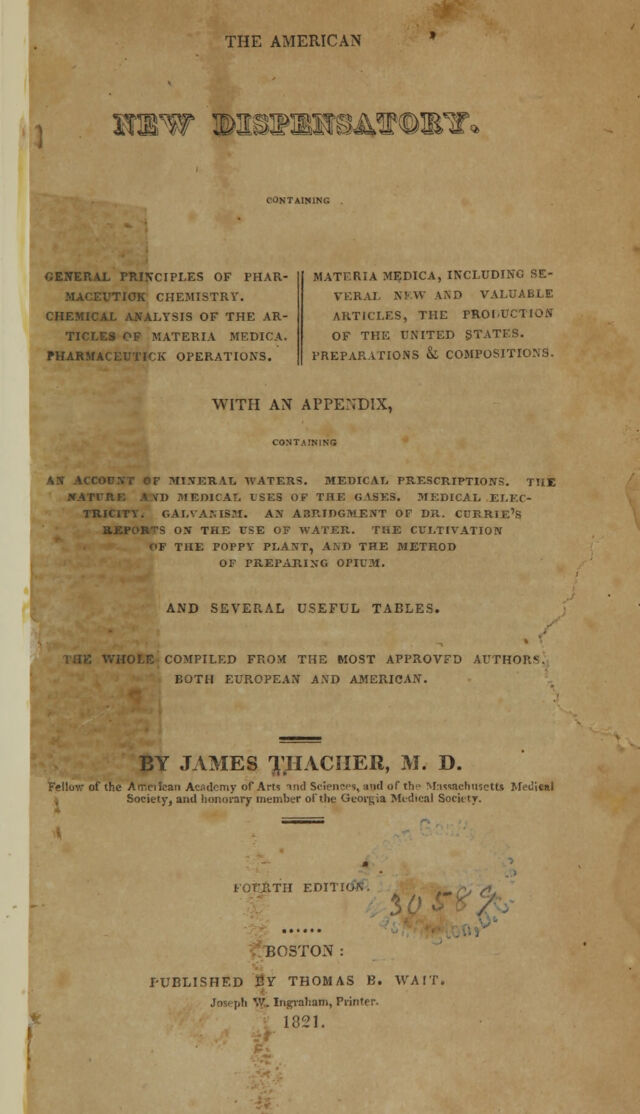 THE AMERICAN
NEW DISPENSATORY.
CONTAINING
GENERAL PRINCIPLES OF PHAR-
MACEUTICK CHEMISTRY.
CHEMICAL ANALYSIS OF THE AR-
TICLES OF MATERIA MEDICA.
PHARMACEUTICK OPERATIONS.
MATERIA MEDICA, INCLUDING SE-
VERAL NEW AND VALUABLE
ARTICLES, THE PRODUCTION
OF THE UNITED STATES.
PREPARATIONS & COMPOSITIONS.
WITH AN APPENDIX,
CONTAINING
AN ACCOUNT OF MINERAL WATERS. MEDICAL PRESCRIPTIONS. THE
NATURE AND MEDICAL USES OF THE GASES. MEDICAL ELEC-
TRICITY. GALVANISM. AN ABRIDGMENT OF DR. CURRIE'S
REPORTS ON THE USE OF WATER. THE CULTIVATION
OF THE POPPY PLANT, AND THE METHOD
OF PREPARING OPIUM.
AND SEVERAL USEFUL TABLES.
THE WHOLE COMPILED FROM THE MOST APPROVED AUTHORS,
BOTH EUROPEAN AND AMERICAN.
BY JAMES THACHER, M. D.
Fellow of the American Academy of Arts and Sciences, and of the Massachusetts Medical
Society, and honorary member of the Georgia Medical Society.
FOURTH EDITION.
30589
BOSTON:
PUBLISHED BY THOMAS B. WAIT.
Joseph W. Ingraham, Printer.
1821.